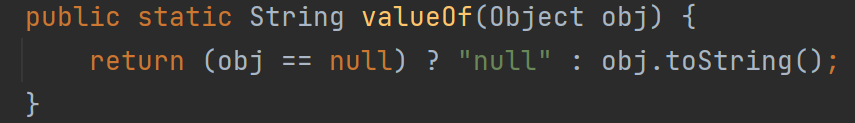 public static String valueOf(Object obj) {
    return (obj == null) ? "null" : obj.toString();
}